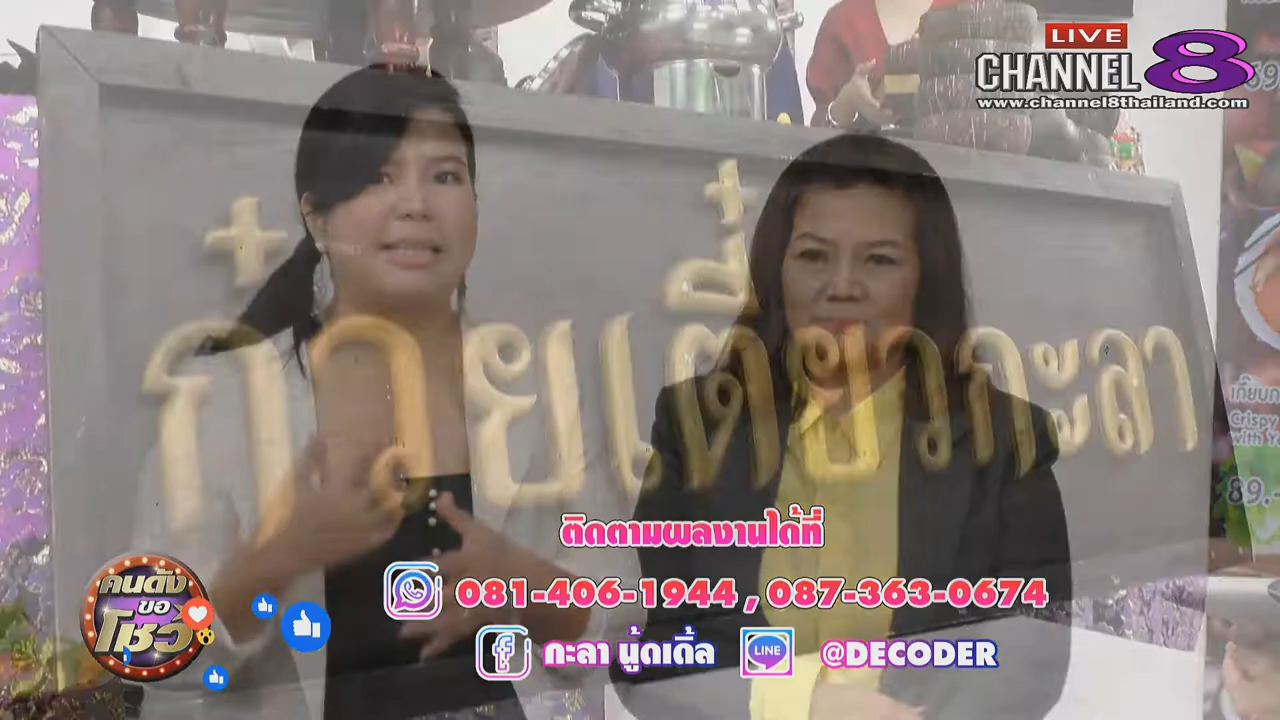 LIVE
CHANNEL 8
www.channel8thailand.com
ก๋วยเตี๋ยวกะลา
Crispy
89.-
ติดตามผลงานได้ที่
081-406-1944 , 087-363-0674
กะลา นู้ดเดิ้ล
LINE
@DECODER
คนดัง
ขอ
โชว์